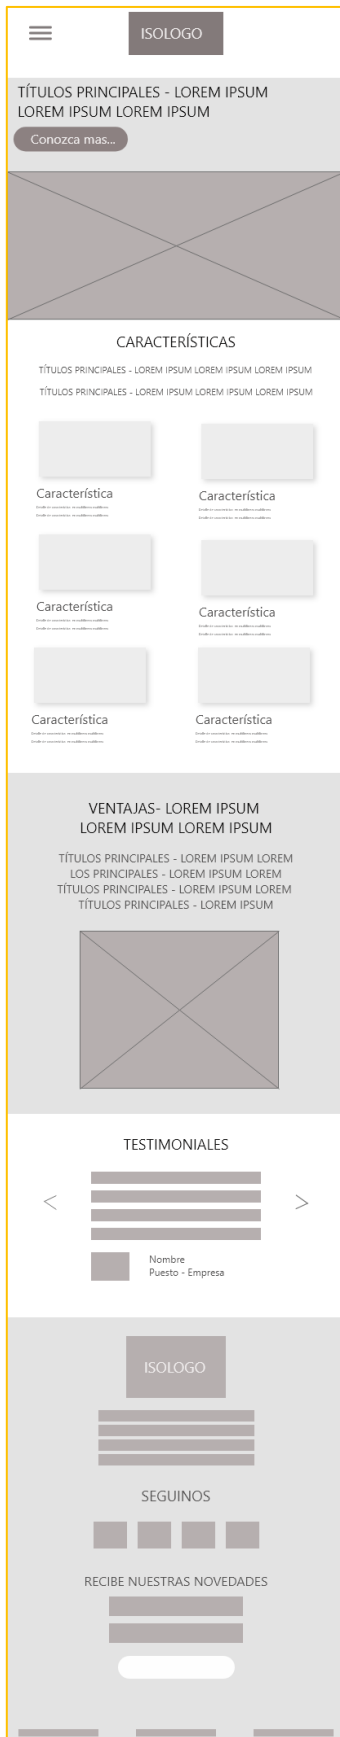 ISOLOGO
TÍTULOS PRINCIPALES - LOREM IPSUM
LOREM IPSUM LOREM IPSUM
Conozca mas...
CARACTERÍSTICAS
TÍTULOS PRINCIPALES - LOREM IPSUM LOREM IPSUM LOREM IPSUM
TÍTULOS PRINCIPALES - LOREM IPSUM LOREM IPSUM LOREM IPSUM
Característica
Característica
Característica
Característica
Característica
Característica
VENTAJAS- LOREM IPSUM
LOREM IPSUM LOREM IPSUM
TÍTULOS PRINCIPALES - LOREM IPSUM LOREM
LOS PRINCIPALES - LOREM IPSUM LOREM
TÍTULOS PRINCIPALES - LOREM IPSUM LOREM
TÍTULOS PRINCIPALES - LOREM IPSUM
TESTIMONIALES
< >
Nombre
Puesto - Empresa
ISOLOGO
SEGUINOS
RECIBE NUESTRAS NOVEDADES